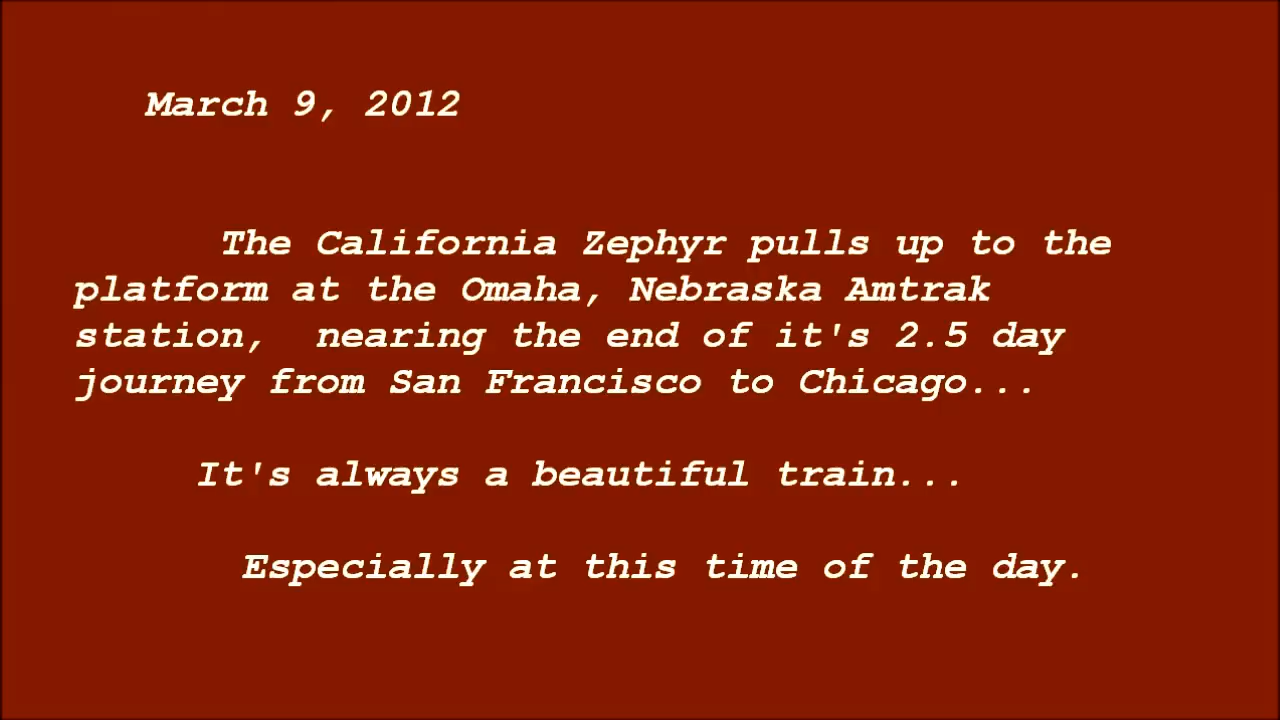 March 9, 2012
The California Zephyr pulls up to the
platform at the Omaha, Nebraska Amtrak
station,  nearing the end of it's 2.5 day
journey from San Francisco to Chicago...
It's always a beautiful train...
Especially at this time of the day.